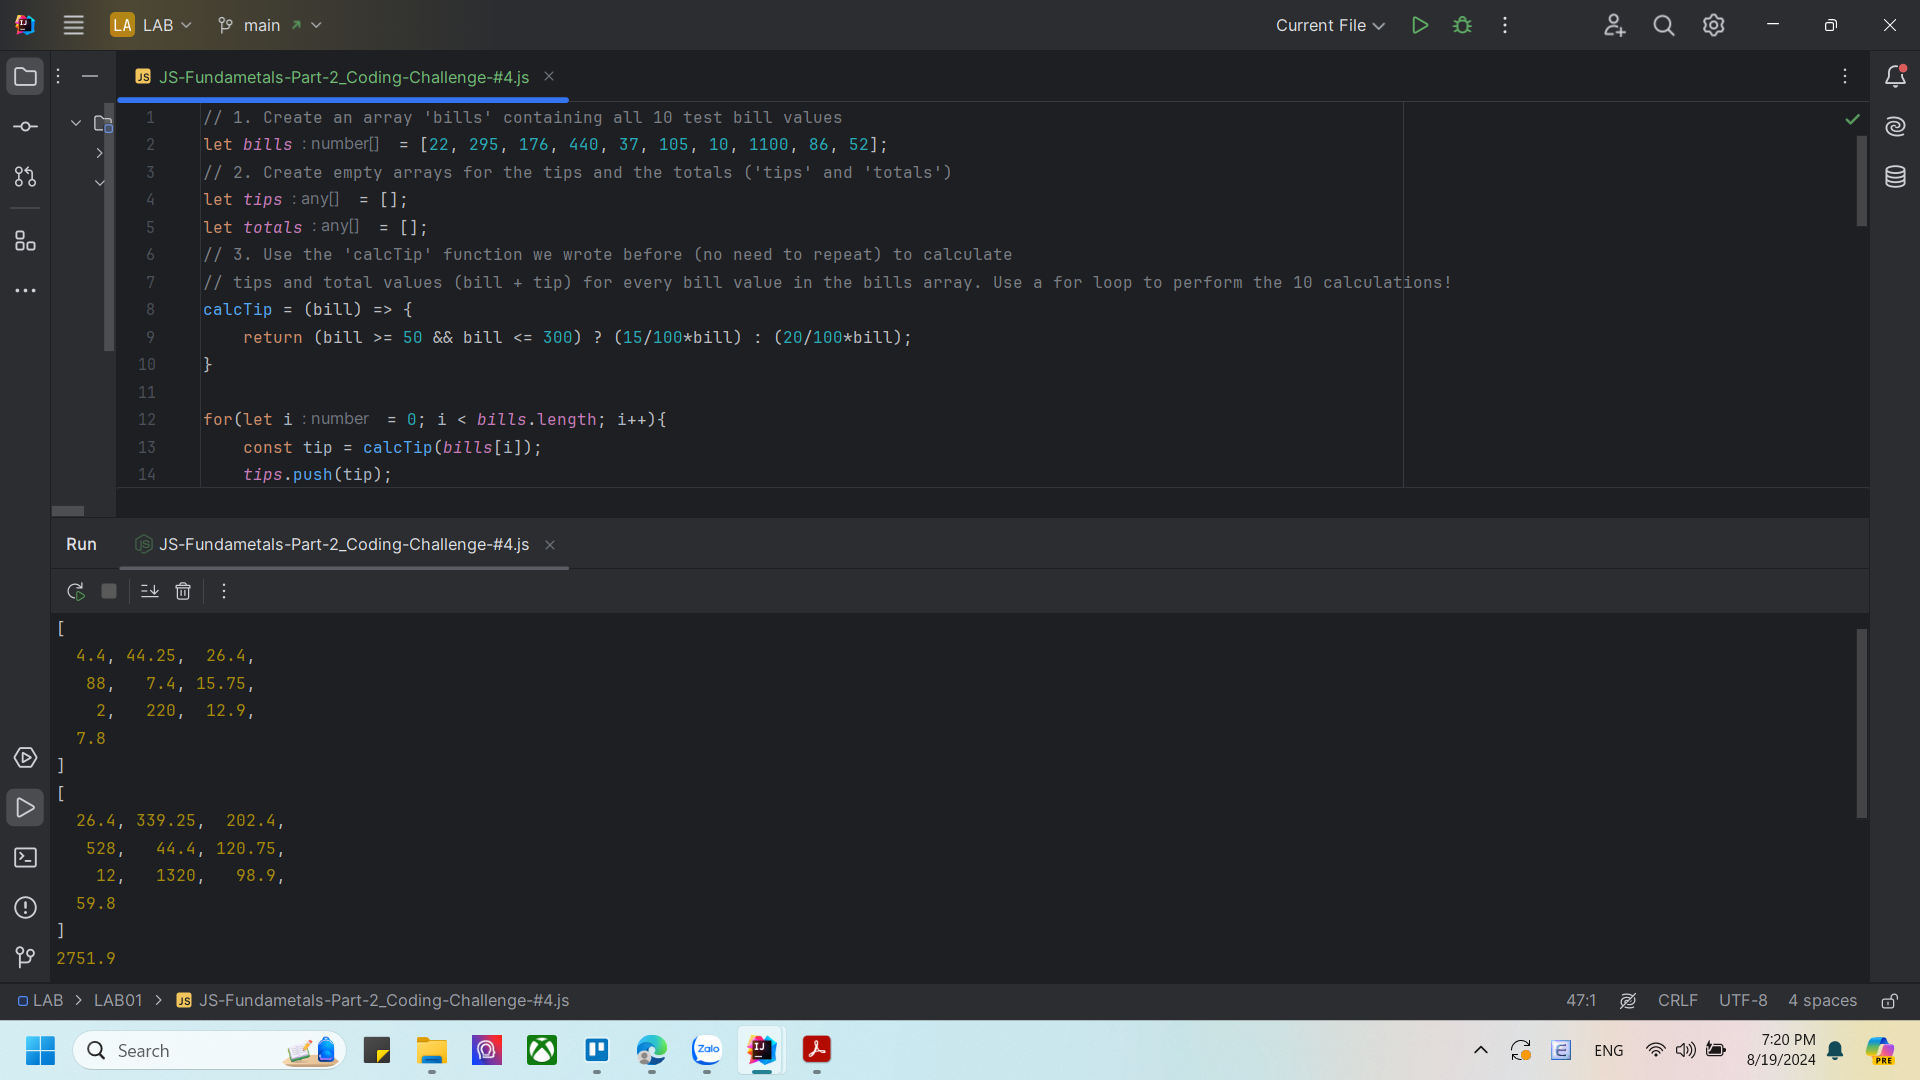 LA LAB main Current File
JS JS-Fundametals-Part-2_Coding-Challenge-#4.js
1 // 1. Create an array 'bills' containing all 10 test bill values
2 let bills : number[] = [22, 295, 176, 440, 37, 105, 10, 1100, 86, 52];
3 // 2. Create empty arrays for the tips and the totals ('tips' and 'totals')
4 let tips : any[] = [];
5 let totals : any[] = [];
6 // 3. Use the 'calcTip' function we wrote before (no need to repeat) to calculate
7 // tips and total values (bill + tip) for every bill value in the bills array. Use a for loop to perform the 10 calculations!
8 calcTip = (bill) => {
9 return (bill >= 50 && bill <= 300) ? (15/100*bill) : (20/100*bill);
10 }
11
12 for(let i : number = 0; i < bills.length; i++){
13 const tip = calcTip(bills[i]);
14 tips.push(tip);
Run JS-Fundametals-Part-2_Coding-Challenge-#4.js
[
4.4, 44.25, 26.4,
88, 7.4, 15.75,
2, 220, 12.9,
7.8
]
[
26.4, 339.25, 202.4,
528, 44.4, 120.75,
12, 1320, 98.9,
59.8
]
2751.9
LAB > LAB01 > JS JS-Fundametals-Part-2_Coding-Challenge-#4.js 47:1 CRLF UTF-8 4 spaces
Search Zalo IJ ENG 7:20 PM PRE
8/19/2024